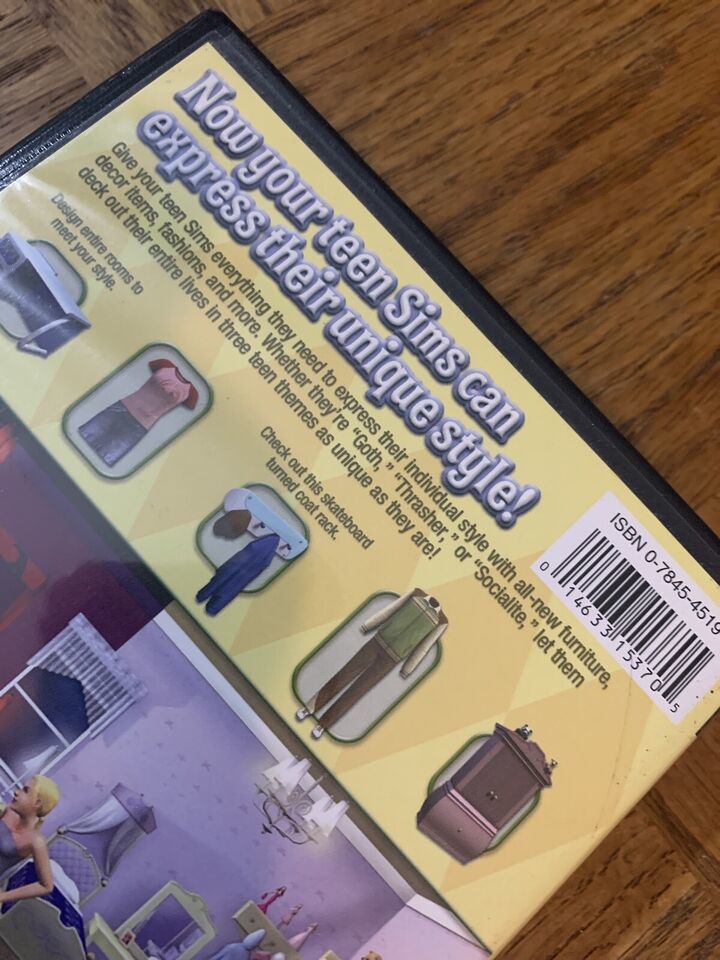 Now your teen Sims can
express their unique style!
Give your teen Sims everything they need to express their individual style with all-new furniture,
decor items, fashions, and more. Whether they're "Goth," "Thrasher," or "Socialite," let them
deck out their entire lives in three teen themes as unique as they are!
Design entire rooms to
meet your style.
Check out this skateboard
turned coat rack.
ISBN 0-7845-4519
0 14633 15370 5